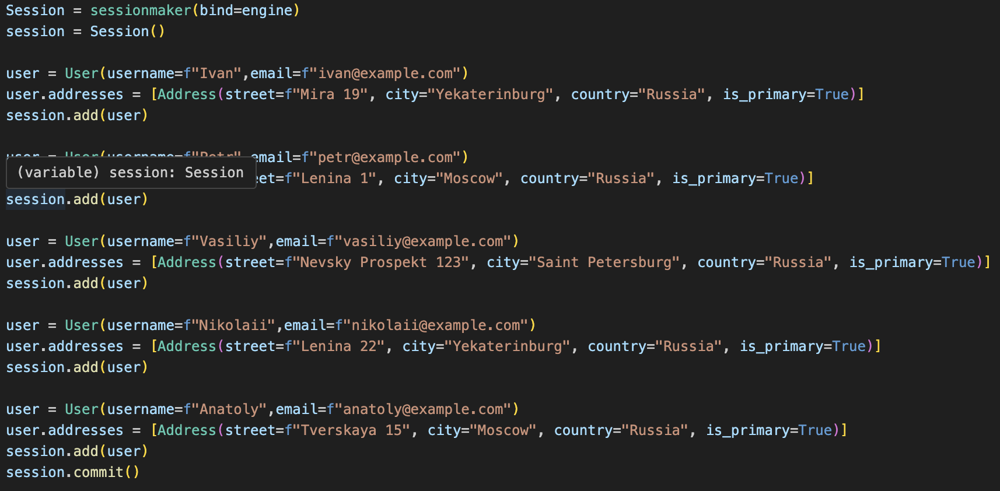 Session = sessionmaker(bind=engine)
session = Session()
user = User(username=f"Ivan",email=f"ivan@example.com")
user.addresses = [Address(street=f"Mira 19", city="Yekaterinburg", country="Russia", is_primary=True)]
session.add(user)
user = User(username=f"Petr",email=f"petr@example.com")
(variable) session: Session
eet=f"Lenina 1", city="Moscow", country="Russia", is_primary=True)]
session.add(user)
user = User(username=f"Vasiliy",email=f"vasiliy@example.com")
user.addresses = [Address(street=f"Nevsky Prospekt 123", city="Saint Petersburg", country="Russia", is_primary=True)]
session.add(user)
user = User(username=f"Nikolaii",email=f"nikolaii@example.com")
user.addresses = [Address(street=f"Lenina 22", city="Yekaterinburg", country="Russia", is_primary=True)]
session.add(user)
user = User(username=f"Anatoly",email=f"anatoly@example.com")
user.addresses = [Address(street=f"Tverskaya 15", city="Moscow", country="Russia", is_primary=True)]
session.add(user)
session.commit()